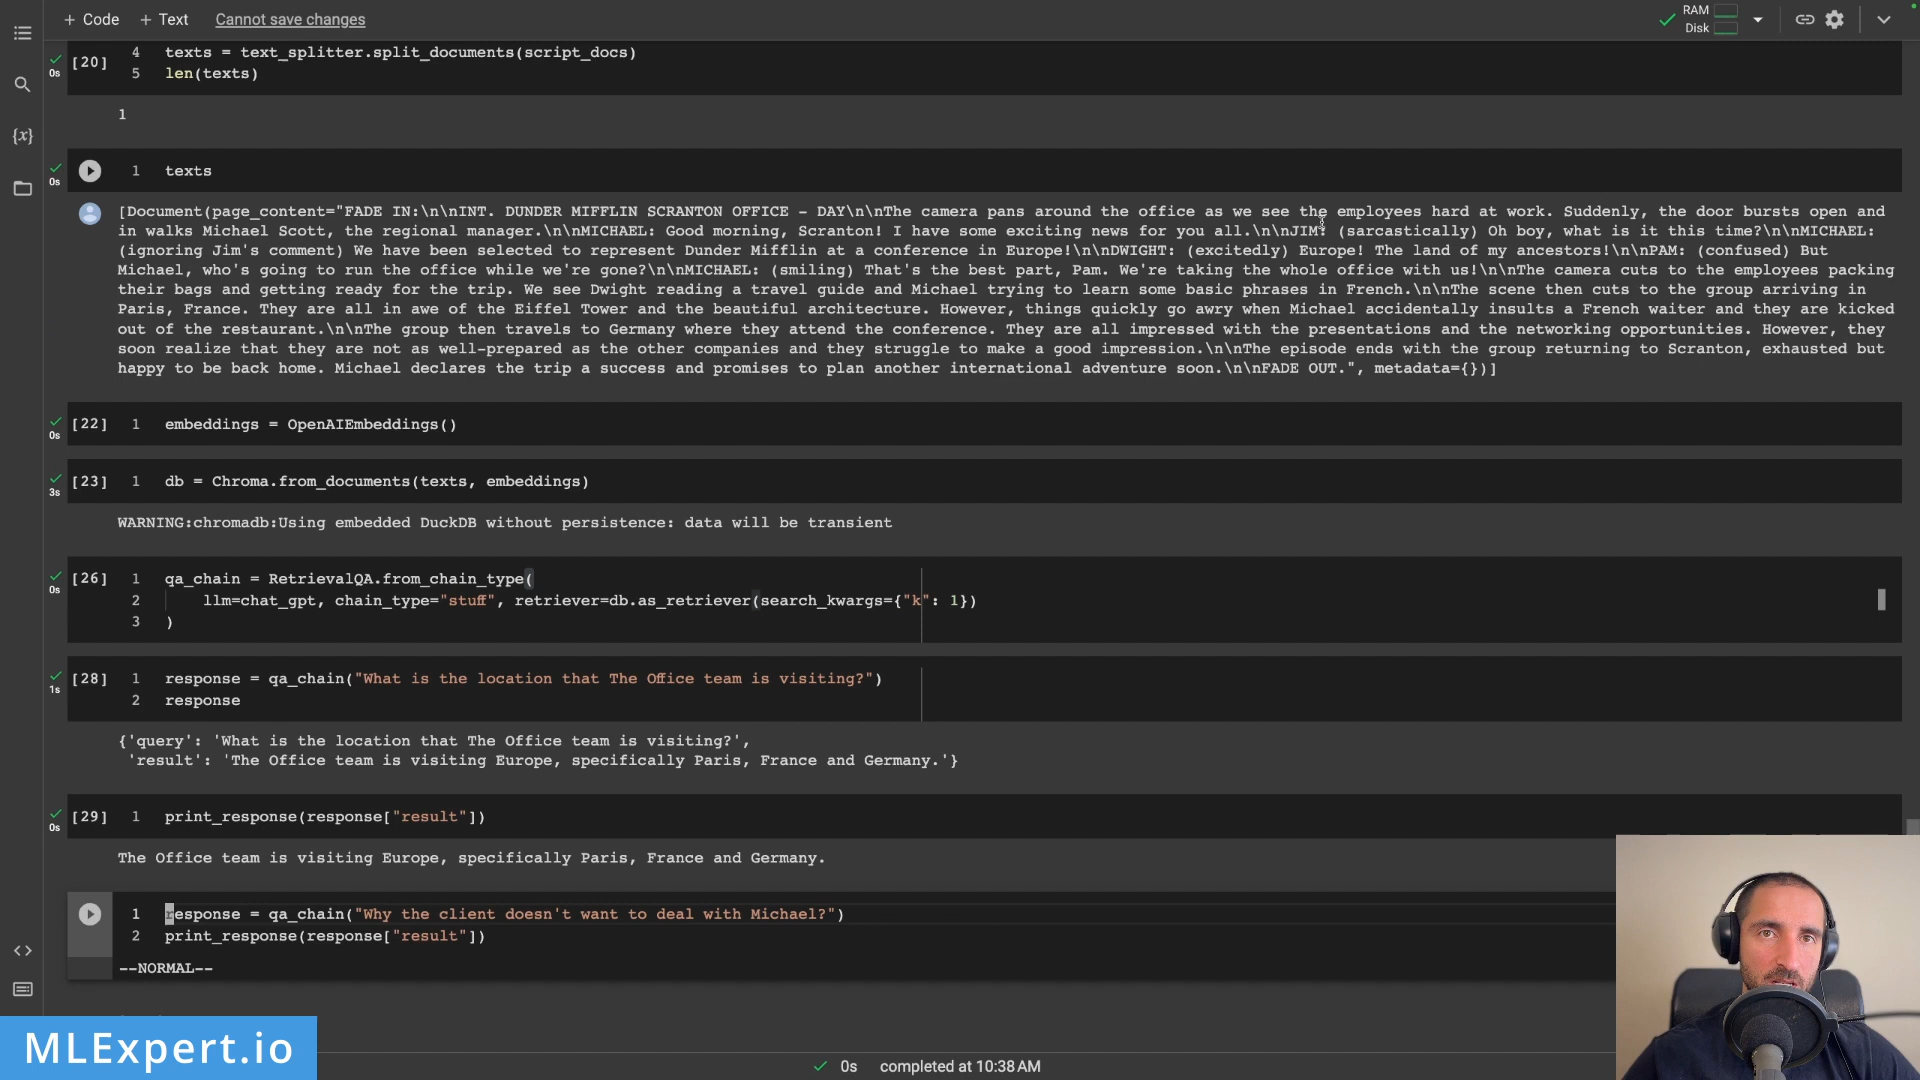 + Code + Text Cannot save changes
RAM
Disk
[20]
0s
4 texts = text_splitter.split_documents(script_docs)
5 len(texts)
1
0s
1 texts
[Document(page_content="FADE IN:\n\nINT. DUNDER MIFFLIN SCRANTON OFFICE - DAY\n\nThe camera pans around the office as we see the employees hard at work. Suddenly, the door bursts open and
in walks Michael Scott, the regional manager.\n\nMICHAEL: Good morning, Scranton! I have some exciting news for you all.\n\nJIM: (sarcastically) Oh boy, what is it this time?\n\nMICHAEL:
(ignoring Jim's comment) We have been selected to represent Dunder Mifflin at a conference in Europe!\n\nDWIGHT: (excitedly) Europe! The land of my ancestors!\n\nPAM: (confused) But
Michael, who's going to run the office while we're gone?\n\nMICHAEL: (smiling) That's the best part, Pam. We're taking the whole office with us!\n\nThe camera cuts to the employees packing
their bags and getting ready for the trip. We see Dwight reading a travel guide and Michael trying to learn some basic phrases in French.\n\nThe scene then cuts to the group arriving in
Paris, France. They are all in awe of the Eiffel Tower and the beautiful architecture. However, things quickly go awry when Michael accidentally insults a French waiter and they are kicked
out of the restaurant.\n\nThe group then travels to Germany where they attend the conference. They are all impressed with the presentations and the networking opportunities. However, they
soon realize that they are not as well-prepared as the other companies and they struggle to make a good impression.\n\nThe episode ends with the group returning to Scranton, exhausted but
happy to be back home. Michael declares the trip a success and promises to plan another international adventure soon.\n\nFADE OUT.", metadata={})]
[22] 1 embeddings = OpenAIEmbeddings()
0s
[23] 1 db = Chroma.from_documents(texts, embeddings)
3s
WARNING:chromadb:Using embedded DuckDB without persistence: data will be transient
[26] 1 qa_chain = RetrievalQA.from_chain_type(
0s
2 llm=chat_gpt, chain_type="stuff", retriever=db.as_retriever(search_kwargs={"k": 1})
3 )
[28] 1 response = qa_chain("What is the location that The Office team is visiting?")
1s
2 response
{'query': 'What is the location that The Office team is visiting?',
'result': 'The Office team is visiting Europe, specifically Paris, France and Germany.'}
[29] 1 print_response(response["result"])
0s
The Office team is visiting Europe, specifically Paris, France and Germany.
1 response = qa_chain("Why the client doesn't want to deal with Michael?")
2 print_response(response["result"])
--NORMAL--
MLExpert.io
0s completed at 10:38 AM